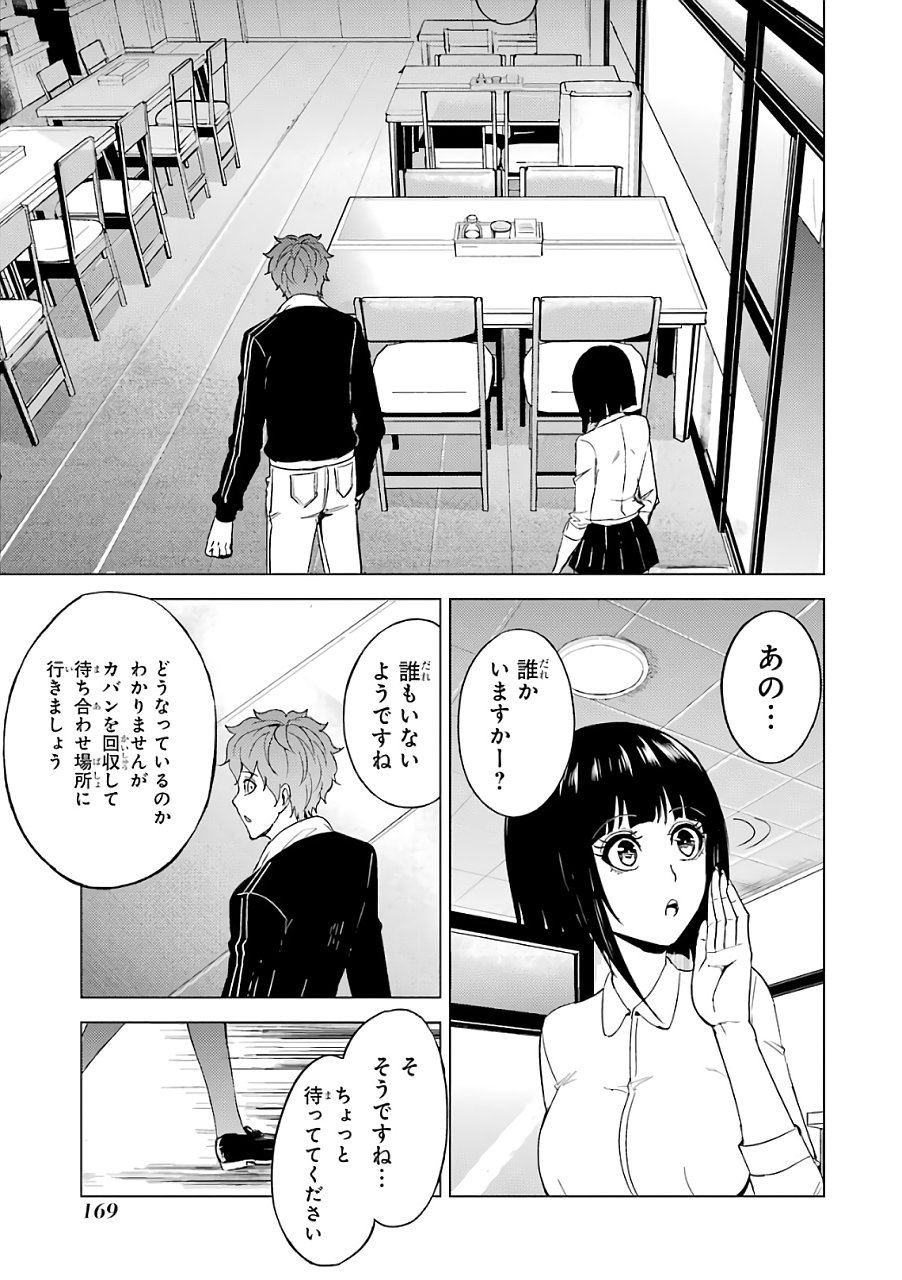 あの…
誰か
いますかー?
誰もいない
ようですね
どうなっているのか
わかりませんが
カバンを回収して
待ち合わせ場所に
行きましょう
そ
そうですね…
ちょっと
待っててください
169